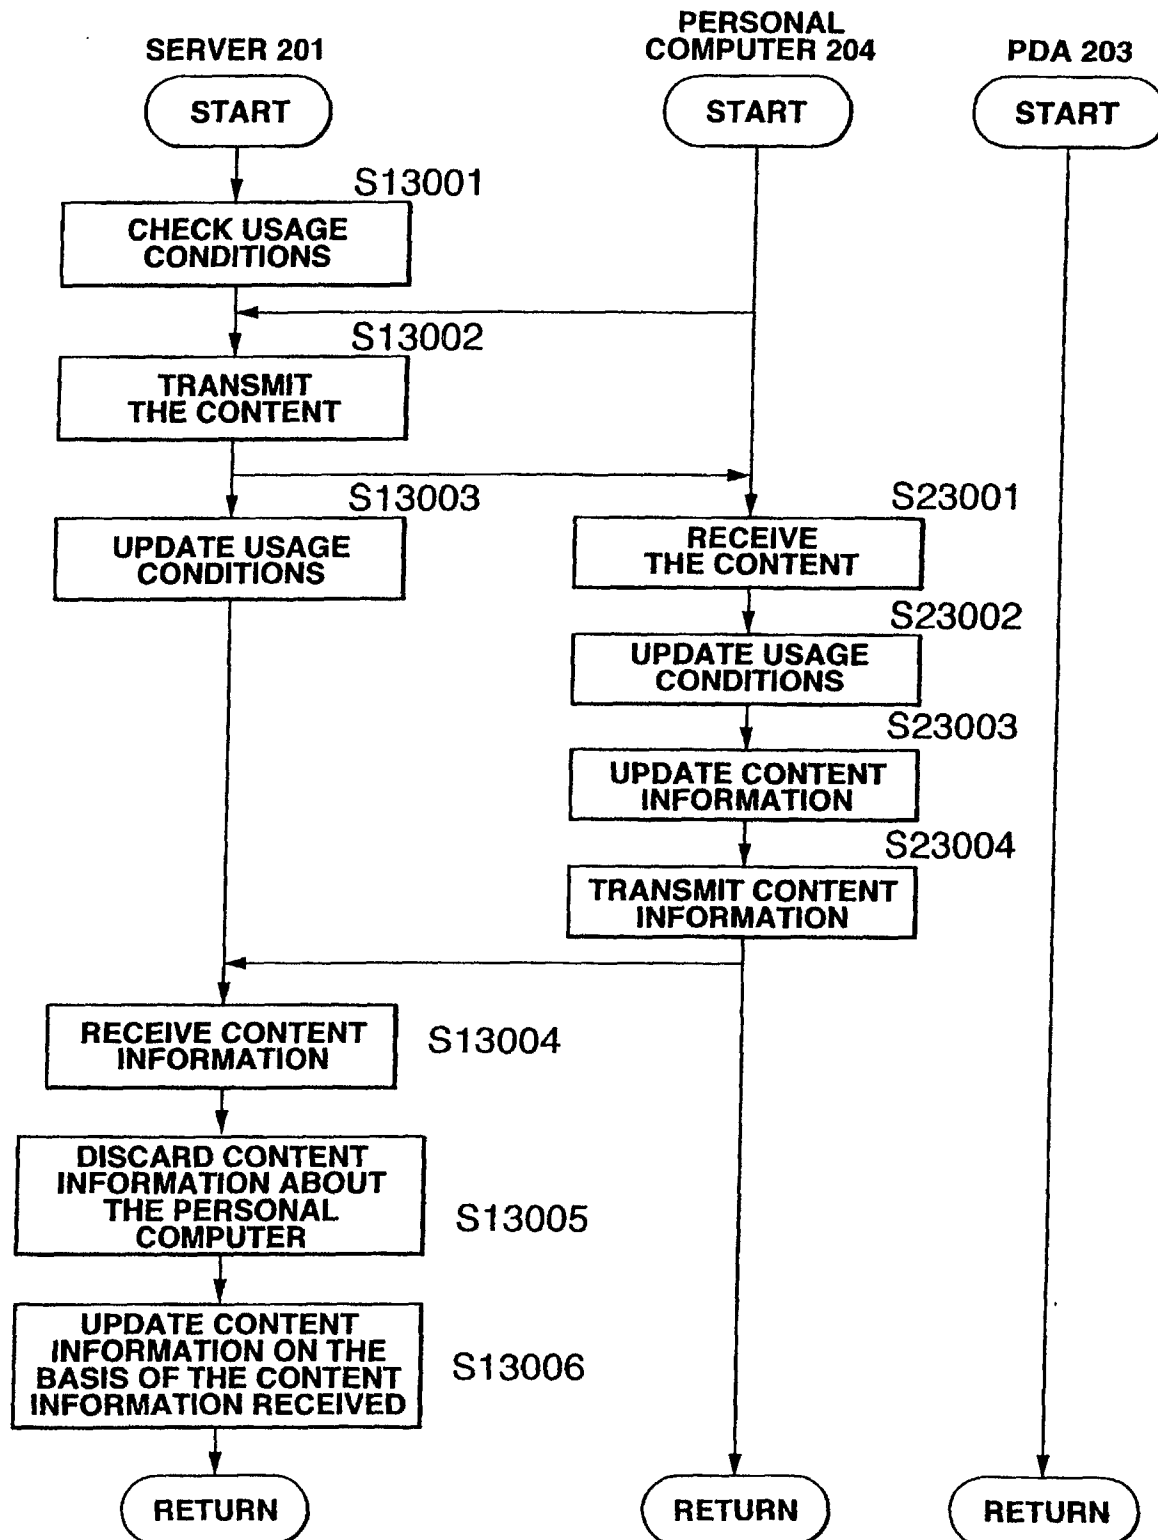 SERVER 201
PERSONAL
COMPUTER 204
PDA 203
START
START
START
S13001
CHECK USAGE
CONDITIONS
S13002
TRANSMIT
THE CONTENT
S13003
UPDATE USAGE
CONDITIONS
S23001
RECEIVE
THE CONTENT
S23002
UPDATE USAGE
CONDITIONS
S23003
UPDATE CONTENT
INFORMATION
S23004
TRANSMIT CONTENT
INFORMATION
RECEIVE CONTENT
INFORMATION
S13004
DISCARD CONTENT
INFORMATION ABOUT
THE PERSONAL
COMPUTER
S13005
UPDATE CONTENT
INFORMATION ON THE
BASIS OF THE CONTENT
INFORMATION RECEIVED
S13006
RETURN
RETURN
RETURN